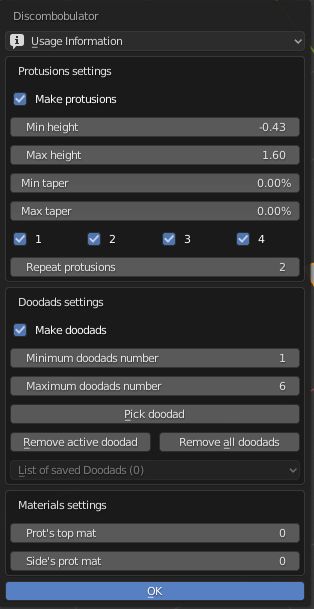 Discombobulator
Usage Information
Protusions settings
Make protusions
Min height -0.43
Max height 1.60
Min taper 0.00%
Max taper 0.00%
1 2 3 4
Repeat protusions 2
Doodads settings
Make doodads
Minimum doodads number 1
Maximum doodads number 6
Pick doodad
Remove active doodad Remove all doodads
List of saved Doodads (0)
Materials settings
Prot's top mat 0
Side's prot mat 0
OK